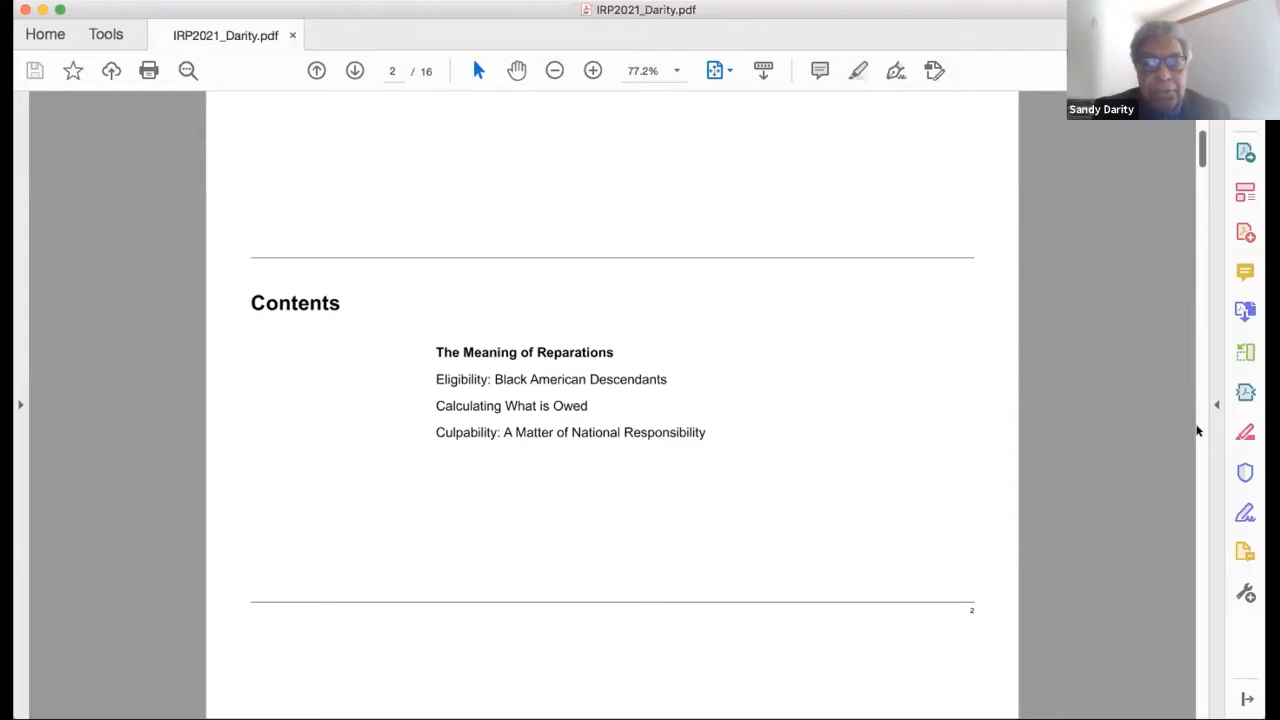 IRP2021_Darity.pdf
Home
Tools
IRP2021_Darity.pdf ×
2 / 16
77.2%
Sandy Darity
Contents
The Meaning of Reparations
Eligibility: Black American Descendants
Calculating What is Owed
Culpability: A Matter of National Responsibility
2